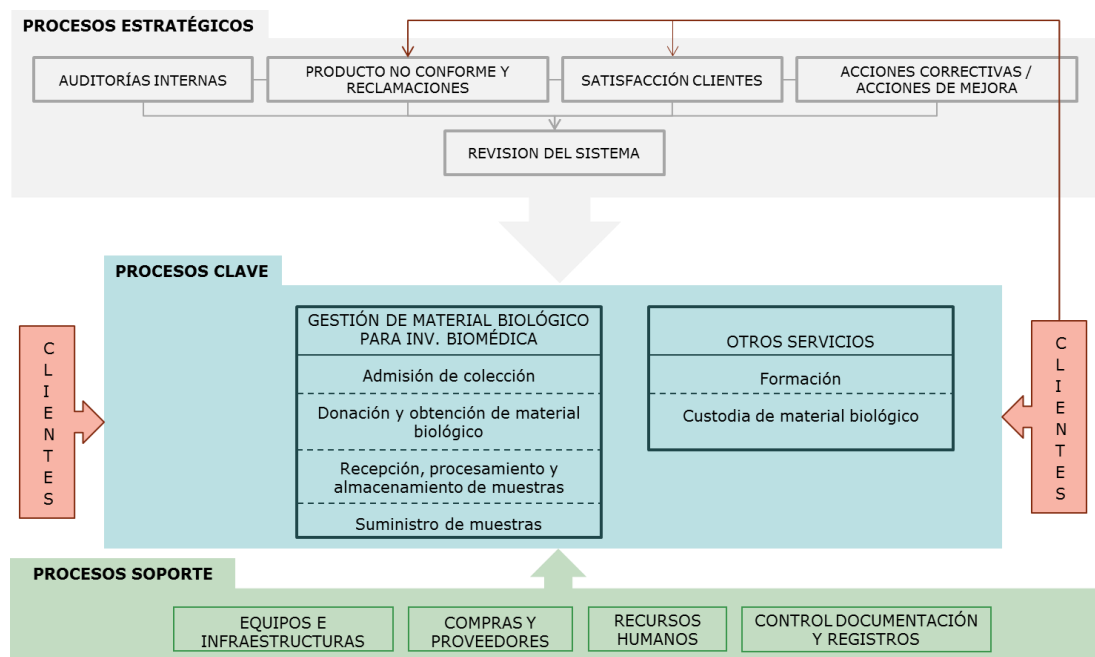 PROCESOS ESTRATÉGICOS
AUDITORÍAS INTERNAS
PRODUCTO NO CONFORME Y
RECLAMACIONES
SATISFACCIÓN CLIENTES
ACCIONES CORRECTIVAS /
ACCIONES DE MEJORA
REVISION DEL SISTEMA
PROCESOS CLAVE
CLIENTES
GESTIÓN DE MATERIAL BIOLÓGICO
PARA INV. BIOMÉDICA
Admisión de colección
Donación y obtención de material
biológico
Recepción, procesamiento y
almacenamiento de muestras
Suministro de muestras
OTROS SERVICIOS
Formación
Custodia de material biológico
CLIENTES
PROCESOS SOPORTE
EQUIPOS E
INFRAESTRUCTURAS
COMPRAS Y
PROVEEDORES
RECURSOS
HUMANOS
CONTROL DOCUMENTACIÓN
Y REGISTROS